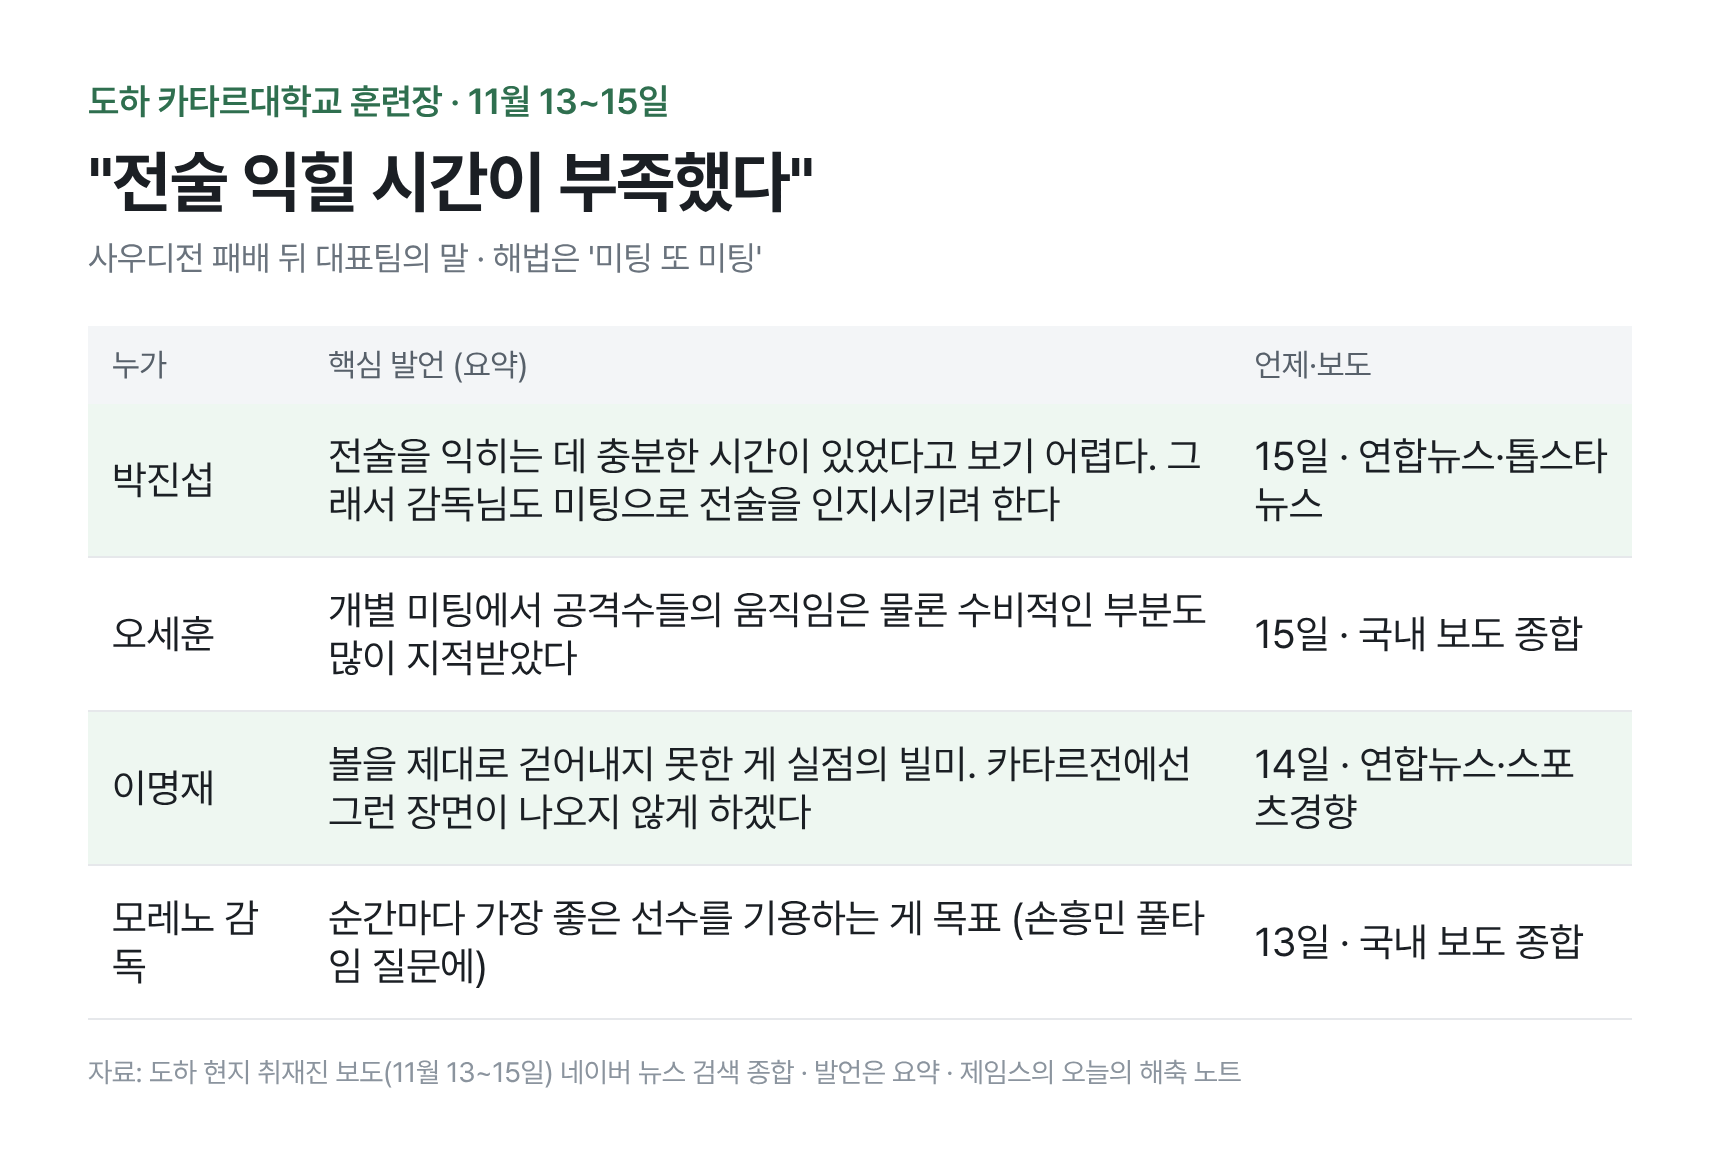 도하 카타르대학교 훈련장 · 11월 13~15일
"전술 익힐 시간이 부족했다"
사우디전 패배 뒤 대표팀의 말 · 해법은 '미팅 또 미팅'
누가 핵심 발언 (요약) 언제·보도
박진섭
전술을 익히는 데 충분한 시간이 있었다고 보기 어렵다. 그
래서 감독님도 미팅으로 전술을 인지시키려 한다
15일 · 연합뉴스·톱스타
뉴스
오세훈
개별 미팅에서 공격수들의 움직임은 물론 수비적인 부분도
많이 지적받았다
15일 · 국내 보도 종합
이명재
볼을 제대로 걷어내지 못한 게 실점의 빌미. 카타르전에선
그런 장면이 나오지 않게 하겠다
14일 · 연합뉴스·스포
츠경향
모레노 감
독
순간마다 가장 좋은 선수를 기용하는 게 목표 (손흥민 풀타
임 질문에)
13일 · 국내 보도 종합
자료: 도하 현지 취재진 보도(11월 13~15일) 네이버 뉴스 검색 종합 · 발언은 요약 · 제임스의 오늘의 해축 노트